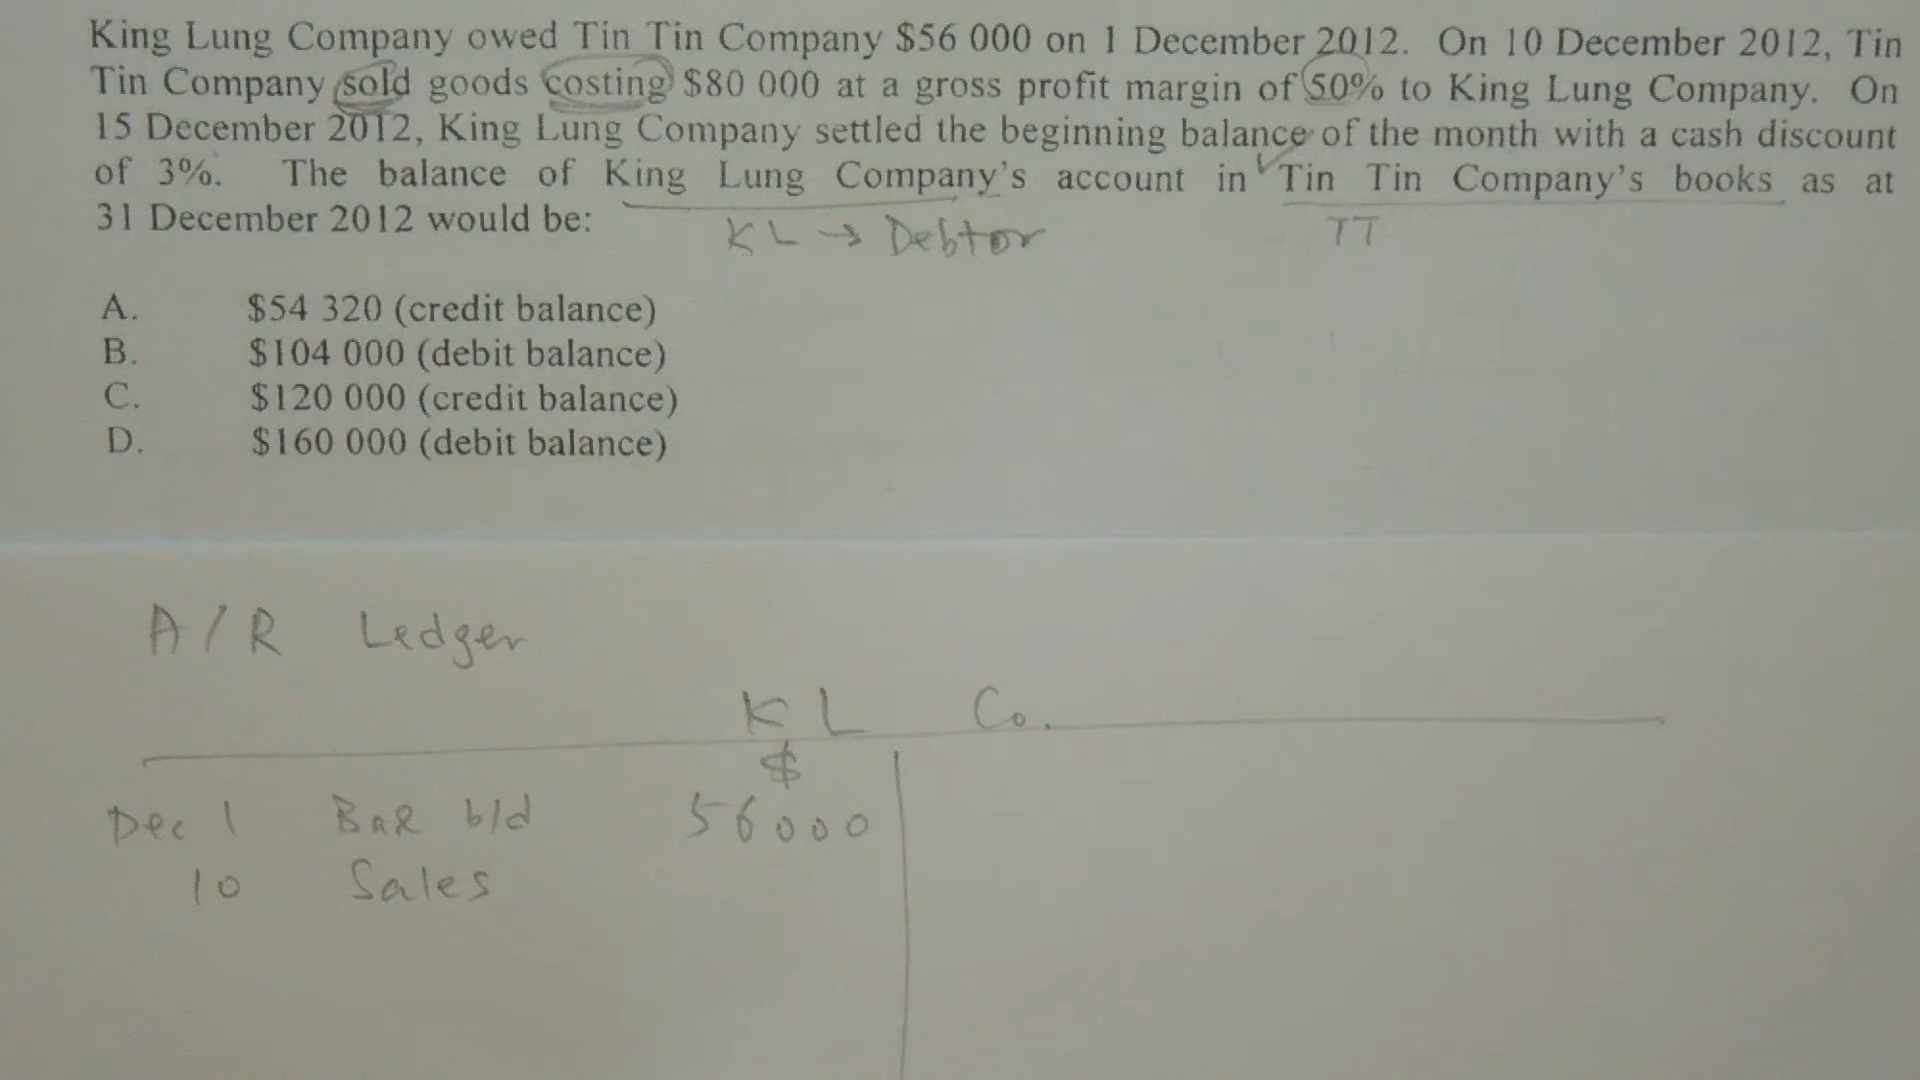 King Lung Company owed Tin Tin Company $56 000 on 1 December 2012. On 10 December 2012, Tin
Tin Company sold goods costing $80 000 at a gross profit margin of 50% to King Lung Company. On
15 December 2012, King Lung Company settled the beginning balance of the month with a cash discount
of 3%. The balance of King Lung Company's account in Tin Tin Company's books as at
31 December 2012 would be:
KL → Debtor TT
A. $54 320 (credit balance)
B. $104 000 (debit balance)
C. $120 000 (credit balance)
D. $160 000 (debit balance)
A/R Ledger
KL Co.
$
Dec 1 Bal b/d 56000
10 Sales